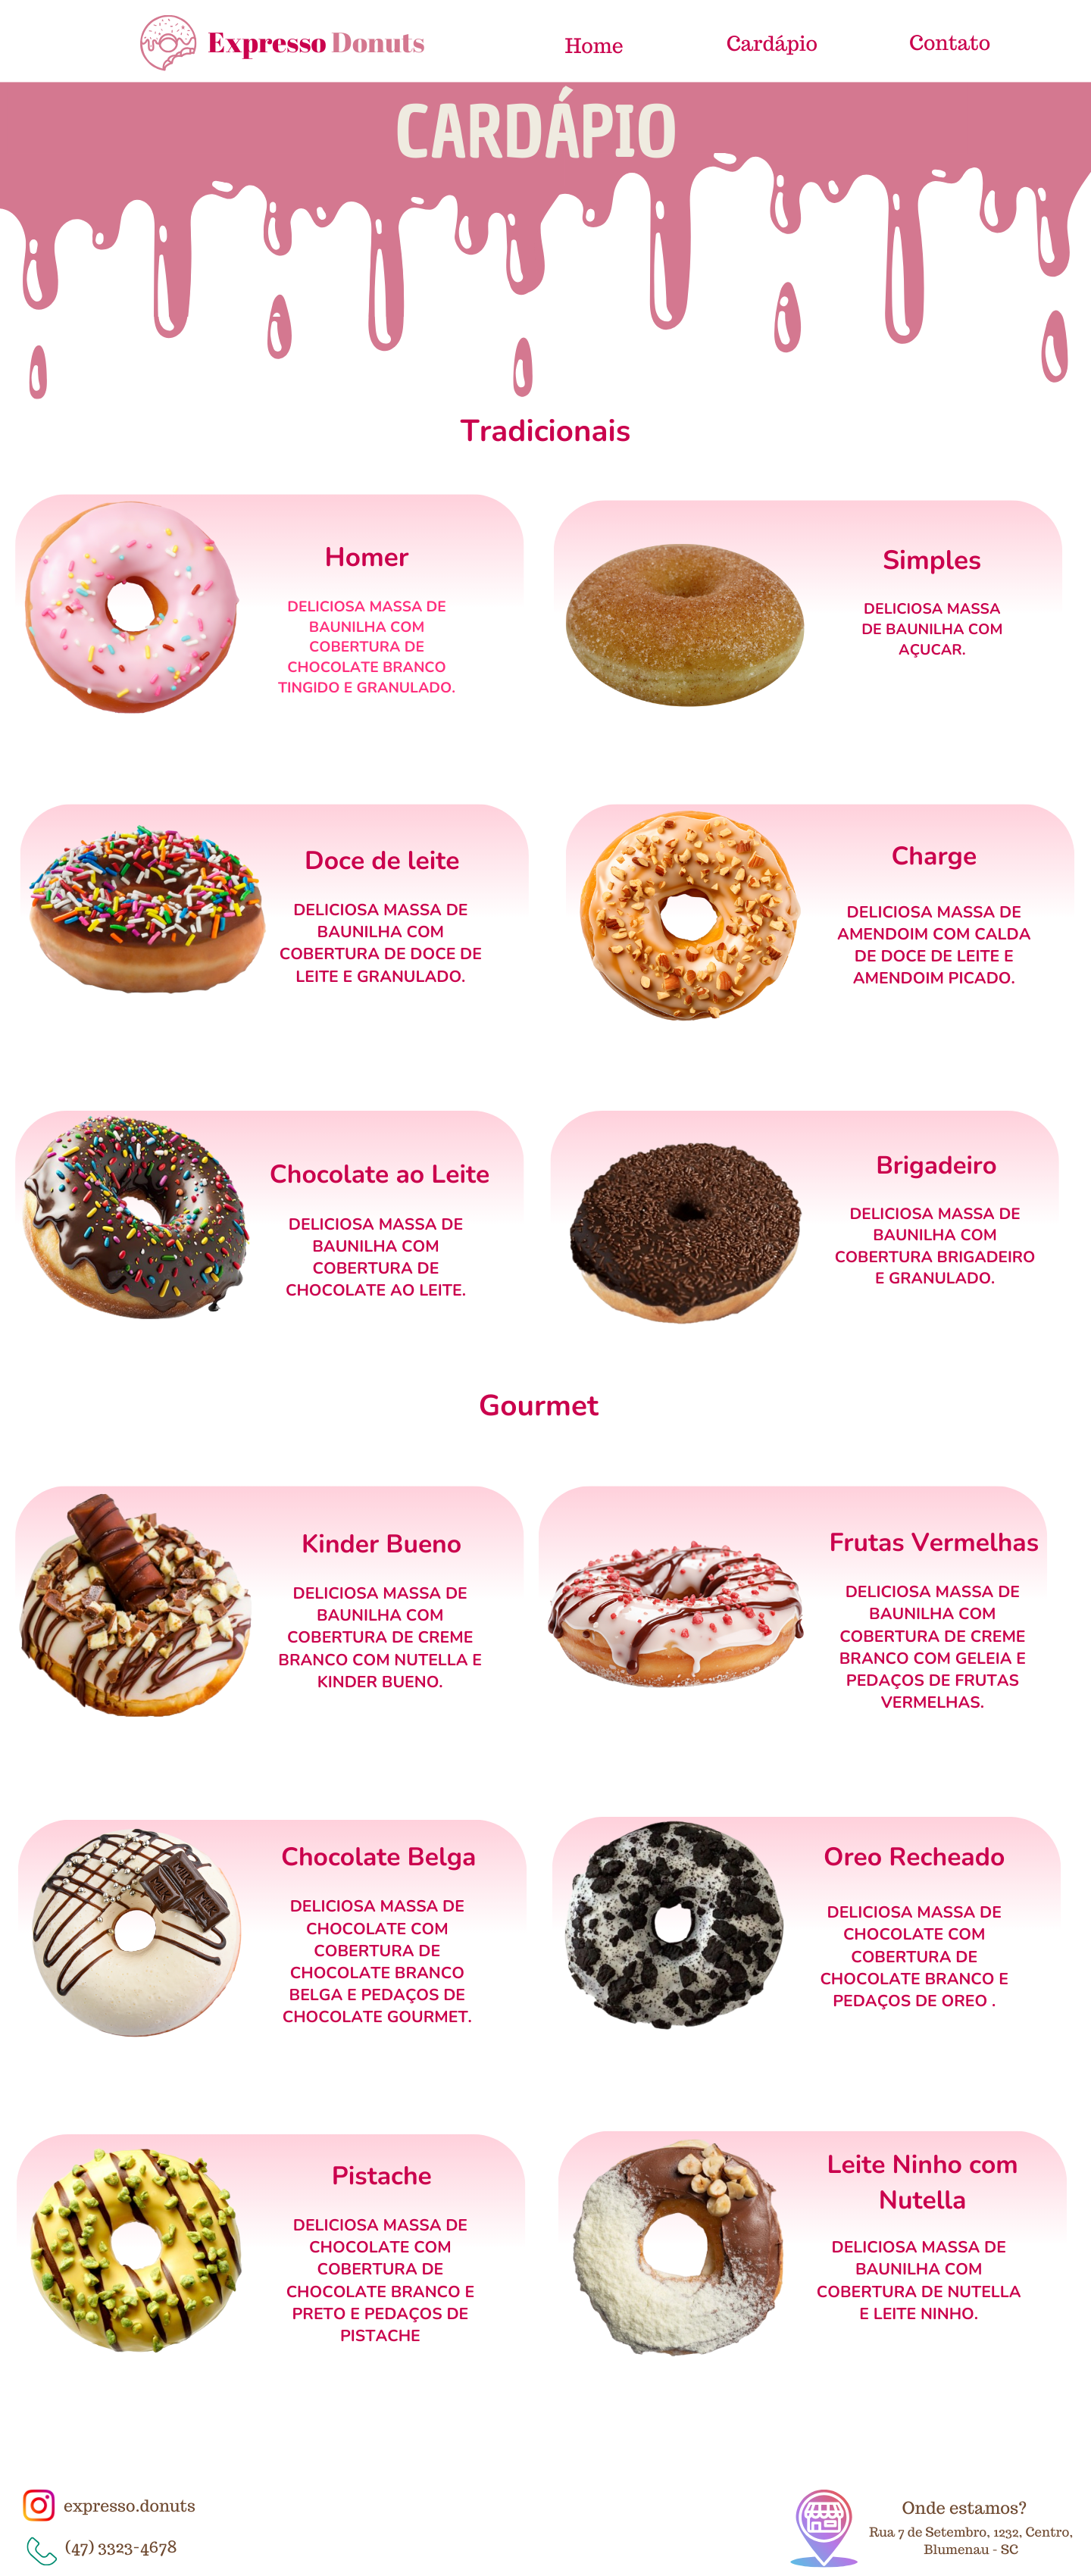 Expresso Donuts
Home
Cardápio
Contato
CARDÁPIO
Tradicionais
Homer
DELICIOSA MASSA DE
BAUNILHA COM
COBERTURA DE
CHOCOLATE BRANCO
TINGIDO E GRANULADO.
Simples
DELICIOSA MASSA
DE BAUNILHA COM
AÇUCAR.
Doce de leite
DELICIOSA MASSA DE
BAUNILHA COM
COBERTURA DE DOCE DE
LEITE E GRANULADO.
Charge
DELICIOSA MASSA DE
AMENDOIM COM CALDA
DE DOCE DE LEITE E
AMENDOIM PICADO.
Chocolate ao Leite
DELICIOSA MASSA DE
BAUNILHA COM
COBERTURA DE
CHOCOLATE AO LEITE.
Brigadeiro
DELICIOSA MASSA DE
BAUNILHA COM
COBERTURA BRIGADEIRO
E GRANULADO.
Gourmet
Kinder Bueno
DELICIOSA MASSA DE
BAUNILHA COM
COBERTURA DE CREME
BRANCO COM NUTELLA E
KINDER BUENO.
Frutas Vermelhas
DELICIOSA MASSA DE
BAUNILHA COM
COBERTURA DE CREME
BRANCO COM GELEIA E
PEDAÇOS DE FRUTAS
VERMELHAS.
Chocolate Belga
DELICIOSA MASSA DE
CHOCOLATE COM
COBERTURA DE
CHOCOLATE BRANCO
BELGA E PEDAÇOS DE
CHOCOLATE GOURMET.
Oreo Recheado
DELICIOSA MASSA DE
CHOCOLATE COM
COBERTURA DE
CHOCOLATE BRANCO E
PEDAÇOS DE OREO .
Pistache
DELICIOSA MASSA DE
CHOCOLATE COM
COBERTURA DE
CHOCOLATE BRANCO E
PRETO E PEDAÇOS DE
PISTACHE
Leite Ninho com
Nutella
DELICIOSA MASSA DE
BAUNILHA COM
COBERTURA DE NUTELLA
E LEITE NINHO.
expresso.donuts
(47) 3323-4678
Onde estamos?
Rua 7 de Setembro, 1232, Centro,
Blumenau - SC